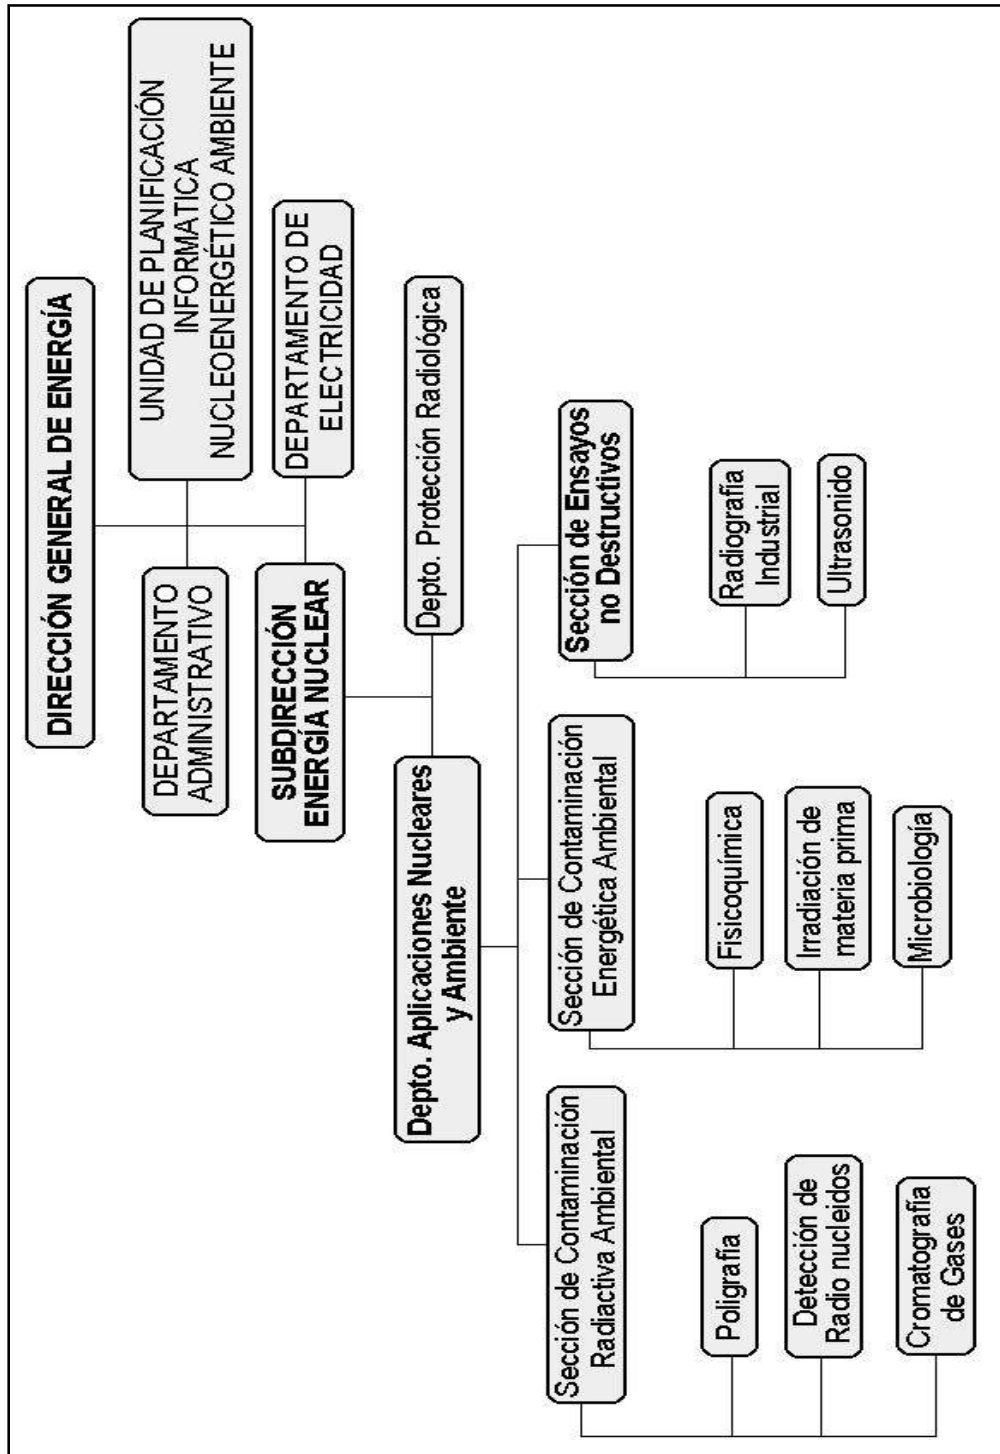 DIRECCIÓN GENERAL DE ENERGÍA
DEPARTAMENTO
ADMINISTRATIVO
UNIDAD DE PLANIFICACIÓN
INFORMATICA
NUCLEOENERGÉTICO AMBIENTE
SUBDIRECCIÓN
ENERGÍA NUCLEAR
DEPARTAMENTO DE
ELECTRICIDAD
Depto. Aplicaciones Nucleares
y Ambiente
Depto. Protección Radiológica
Sección de Contaminación
Radiactiva Ambiental
Poligrafía
Detección de
Radio nucleidos
Cromatografía
de Gases
Sección de Contaminación
Energética Ambiental
Fisicoquímica
Irradiación de
materia prima
Microbiología
Sección de Ensayos
no Destructivos
Radiografía
Industrial
Ultrasonido